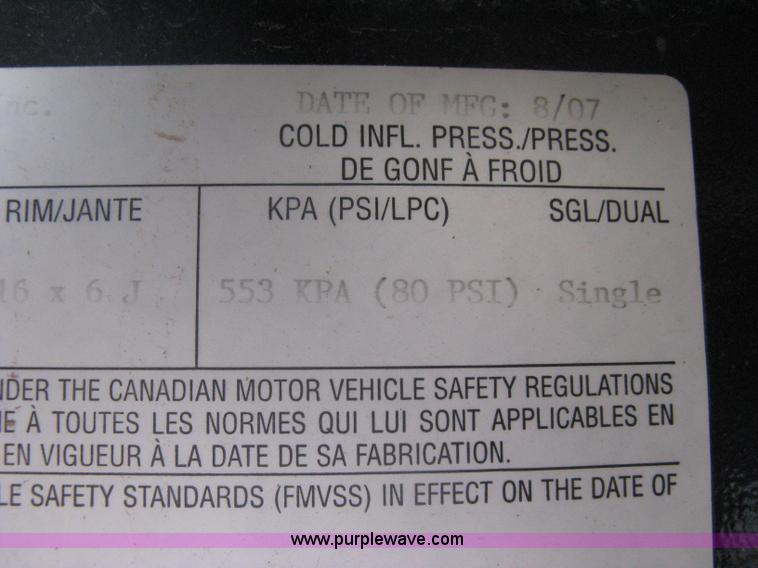 nc. DATE OF MFG: 8/07
COLD INFL. PRESS./PRESS.
DE GONF À FROID
RIM/JANTE KPA (PSI/LPC) SGL/DUAL
16 x 6 J 553 KPA (80 PSI) Single
NDER THE CANADIAN MOTOR VEHICLE SAFETY REGULATIONS
E À TOUTES LES NORMES QUI LUI SONT APPLICABLES EN
EN VIGUEUR À LA DATE DE SA FABRICATION.
LE SAFETY STANDARDS (FMVSS) IN EFFECT ON THE DATE OF
www.purplewave.com